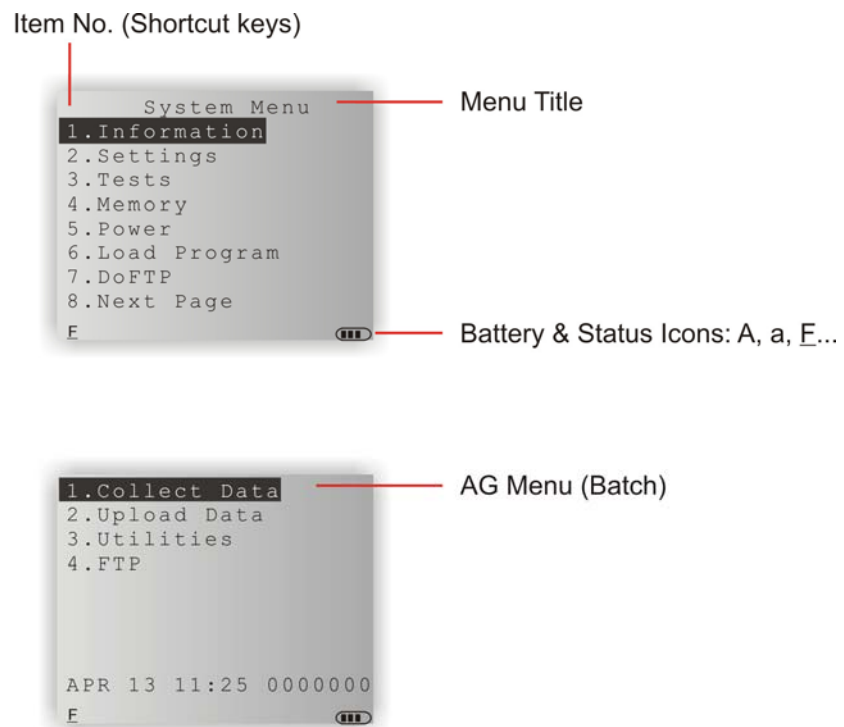 Item No. (Shortcut keys)
System Menu
Menu Title
1.Information
2.Settings
3.Tests
4.Memory
5.Power
6.Load Program
7.DoFTP
8.Next Page
F
Battery & Status Icons: A, a, F...
1.Collect Data
AG Menu (Batch)
2.Upload Data
3.Utilities
4.FTP
APR 13 11:25 0000000
F